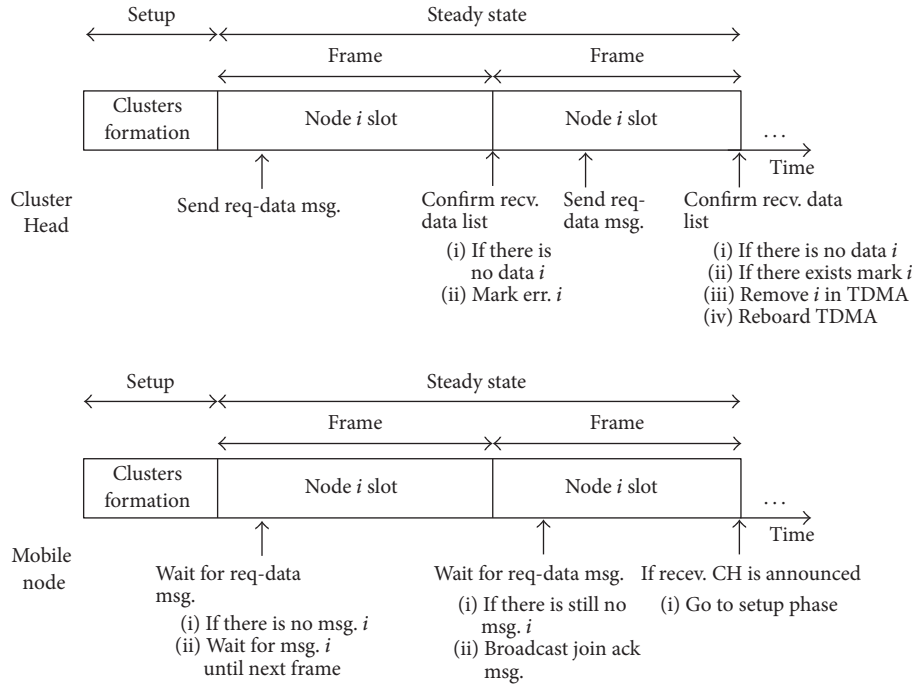 Setup
Steady state
Frame
Frame
Clusters
formation
Node i slot
Node i slot
...
Time
Cluster
Head
Send req-data msg.
Confirm recv.
data list
(i) If there is
no data i
(ii) Mark err. i
Send req-
data msg.
Confirm recv. data
list
(i) If there is no data i
(ii) If there exists mark i
(iii) Remove i in TDMA
(iv) Reboard TDMA
Setup
Steady state
Frame
Frame
Clusters
formation
Node i slot
Node i slot
...
Time
Mobile
node
Wait for req-data
msg.
(i) If there is no msg. i
(ii) Wait for msg. i
until next frame
Wait for req-data msg.
(i) If there is still no
msg. i
(ii) Broadcast join ack
msg.
If recev. CH is announced
(i) Go to setup phase